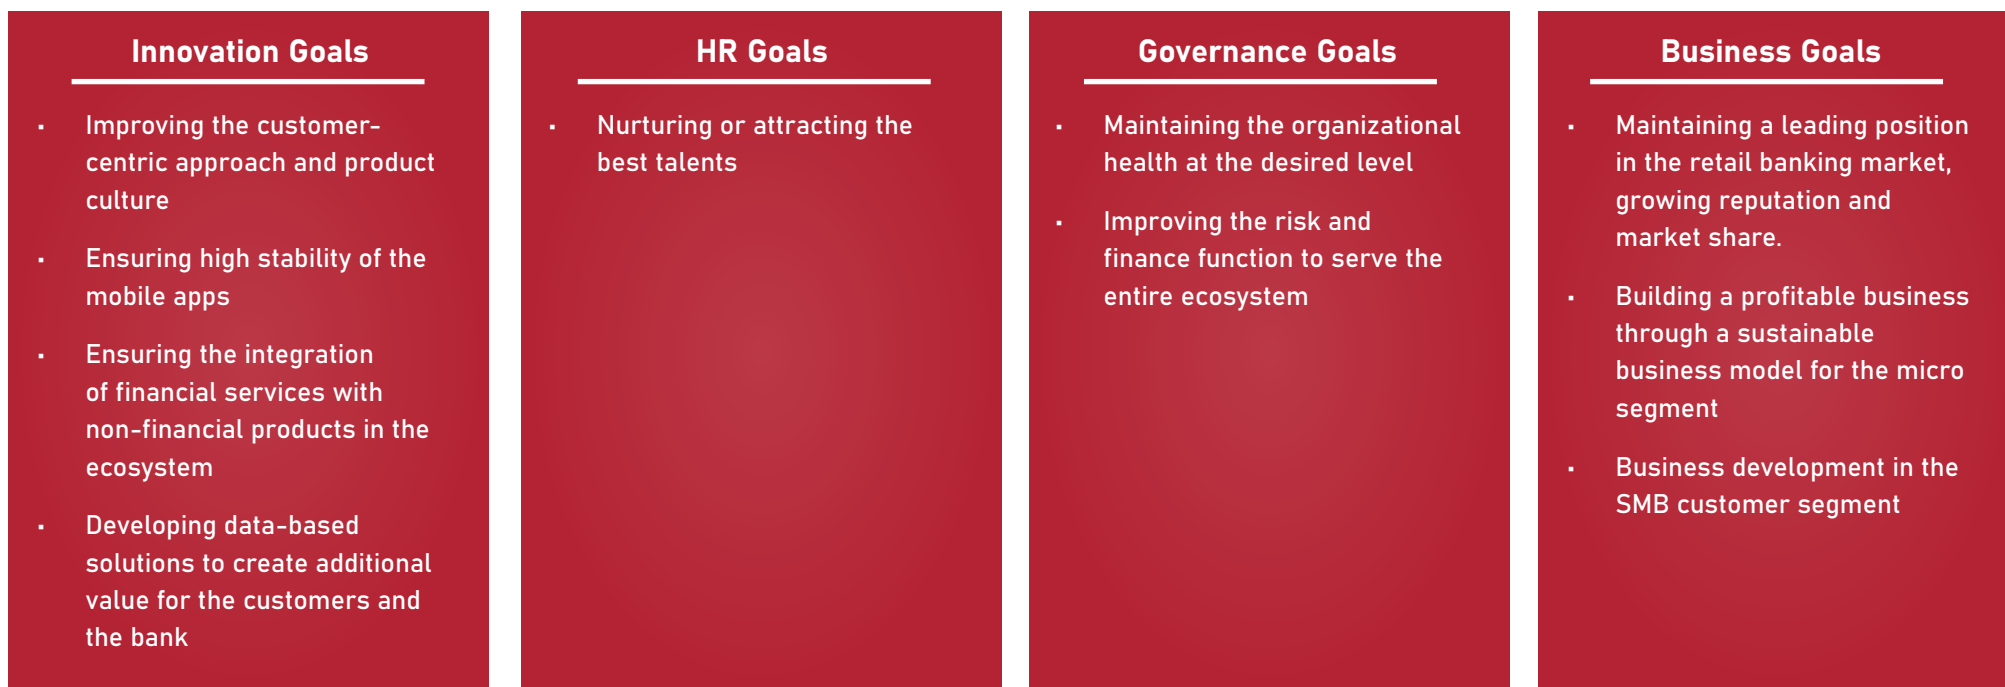 Innovation Goals
▪ Improving the customer-
centric approach and product
culture
▪ Ensuring high stability of the
mobile apps
▪ Ensuring the integration
of financial services with
non-financial products in the
ecosystem
▪ Developing data-based
solutions to create additional
value for the customers and
the bank
HR Goals
▪ Nurturing or attracting the
best talents
Governance Goals
▪ Maintaining the organizational
health at the desired level
▪ Improving the risk and
finance function to serve the
entire ecosystem
Business Goals
▪ Maintaining a leading position
in the retail banking market,
growing reputation and
market share.
▪ Building a profitable business
through a sustainable
business model for the micro
segment
▪ Business development in the
SMB customer segment